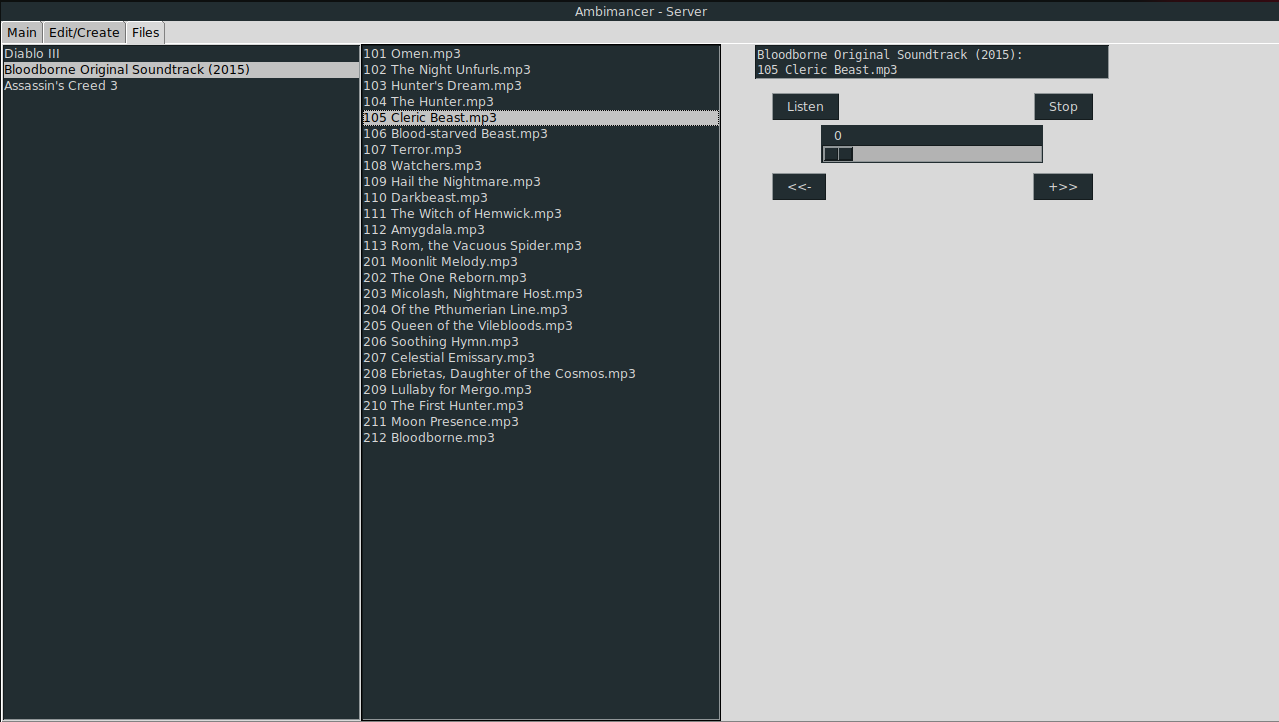 Ambimancer - Server
Main Edit/Create Files
Diablo III
Bloodborne Original Soundtrack (2015)
Assassin's Creed 3
101 Omen.mp3
102 The Night Unfurls.mp3
103 Hunter's Dream.mp3
104 The Hunter.mp3
105 Cleric Beast.mp3
106 Blood-starved Beast.mp3
107 Terror.mp3
108 Watchers.mp3
109 Hail the Nightmare.mp3
110 Darkbeast.mp3
111 The Witch of Hemwick.mp3
112 Amygdala.mp3
113 Rom, the Vacuous Spider.mp3
201 Moonlit Melody.mp3
202 The One Reborn.mp3
203 Micolash, Nightmare Host.mp3
204 Of the Pthumerian Line.mp3
205 Queen of the Vilebloods.mp3
206 Soothing Hymn.mp3
207 Celestial Emissary.mp3
208 Ebrietas, Daughter of the Cosmos.mp3
209 Lullaby for Mergo.mp3
210 The First Hunter.mp3
211 Moon Presence.mp3
212 Bloodborne.mp3
Bloodborne Original Soundtrack (2015):
105 Cleric Beast.mp3
Listen Stop
0
<<- +>>